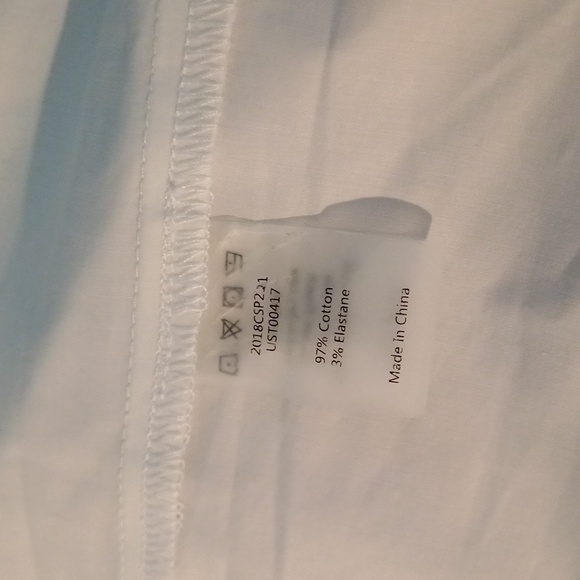 2018CSP221
UST00417
97% Cotton
3% Elastane
Made in China